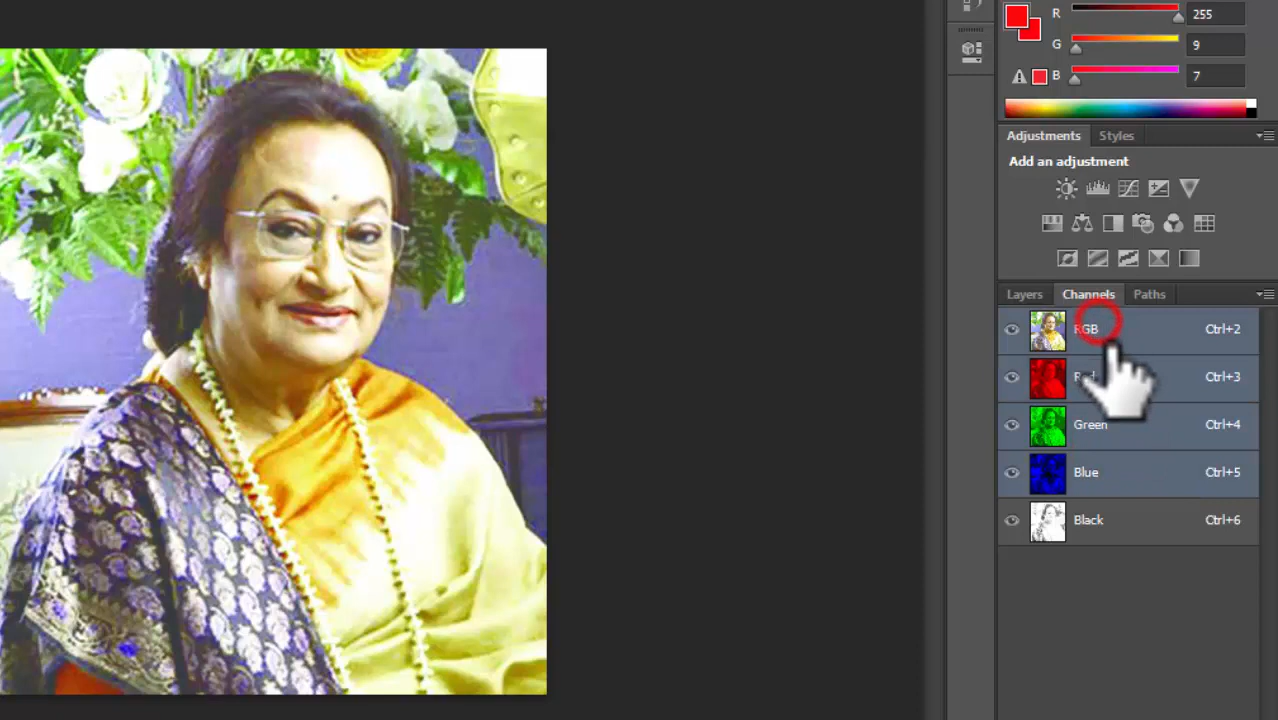 R 255
G 9
B 7
Adjustments Styles
Add an adjustment
Layers Channels Paths
RGB Ctrl+2
Ctrl+3
Green Ctrl+4
Blue Ctrl+5
Black Ctrl+6